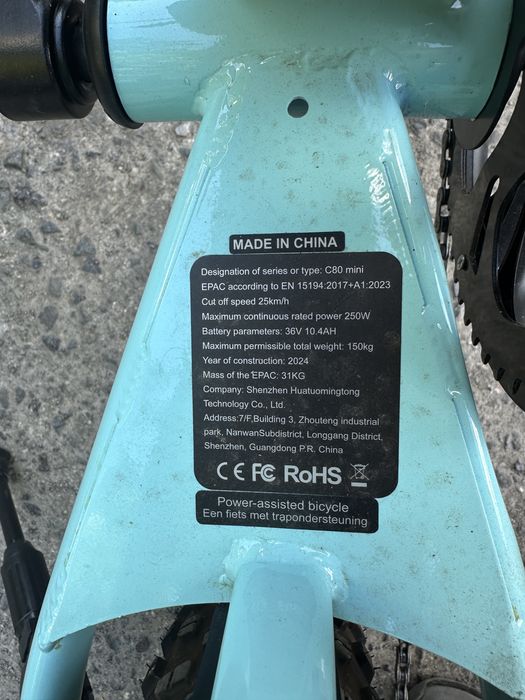 MADE IN CHINA
Designation of series or type: C80 mini
EPAC according to EN 15194:2017+A1:2023
Cut off speed 25km/h
Maximum continuous rated power 250W
Battery parameters: 36V 10.4AH
Maximum permissible total weight: 150kg
Year of construction: 2024
Mass of the EPAC: 31KG
Company: Shenzhen Huatuomingtong
Technology Co., Ltd.
Address:7/F,Building 3, Zhouteng industrial
park, NanwanSubdistrict, Longgang District,
Shenzhen, Guangdong P.R. China
CE FC RoHS
Power-assisted bicycle
Een fiets met trapondersteuning